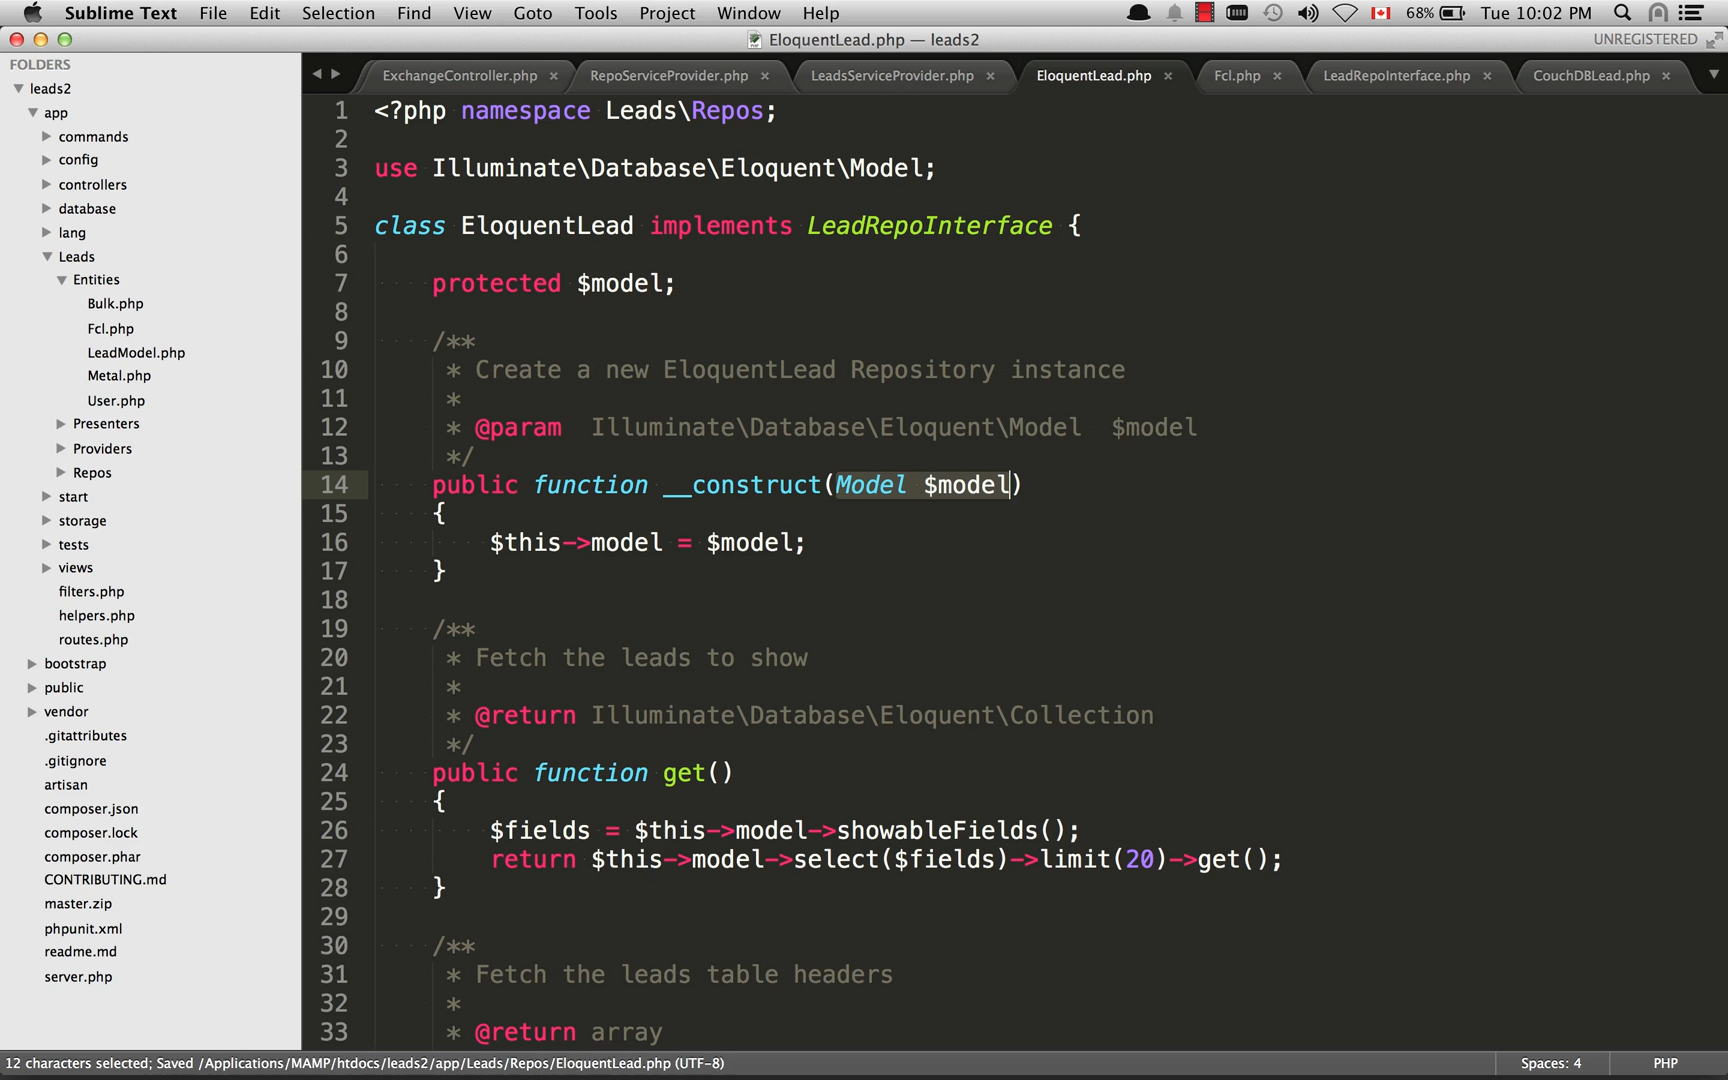 Sublime Text File Edit Selection Find View Goto Tools Project Window Help 68% Tue 10:02 PM
EloquentLead.php — leads2 UNREGISTERED
FOLDERS
leads2
app
commands
config
controllers
database
lang
Leads
Entities
Bulk.php
Fcl.php
LeadModel.php
Metal.php
User.php
Presenters
Providers
Repos
start
storage
tests
views
filters.php
helpers.php
routes.php
bootstrap
public
vendor
.gitattributes
.gitignore
artisan
composer.json
composer.lock
composer.phar
CONTRIBUTING.md
master.zip
phpunit.xml
readme.md
server.php
ExchangeController.php × RepoServiceProvider.php × LeadsServiceProvider.php × EloquentLead.php × Fcl.php × LeadRepoInterface.php × CouchDBLead.php ×
1 <?php namespace Leads\Repos;
2
3 use Illuminate\Database\Eloquent\Model;
4
5 class EloquentLead implements LeadRepoInterface {
6
7 protected $model;
8
9 /**
10 * Create a new EloquentLead Repository instance
11 *
12 * @param Illuminate\Database\Eloquent\Model $model
13 */
14 public function __construct(Model $model)
15 {
16 $this->model = $model;
17 }
18
19 /**
20 * Fetch the leads to show
21 *
22 * @return Illuminate\Database\Eloquent\Collection
23 */
24 public function get()
25 {
26 $fields = $this->model->showableFields();
27 return $this->model->select($fields)->limit(20)->get();
28 }
29
30 /**
31 * Fetch the leads table headers
32 *
33 * @return array
12 characters selected; Saved /Applications/MAMP/htdocs/leads2/app/Leads/Repos/EloquentLead.php (UTF-8) Spaces: 4 PHP